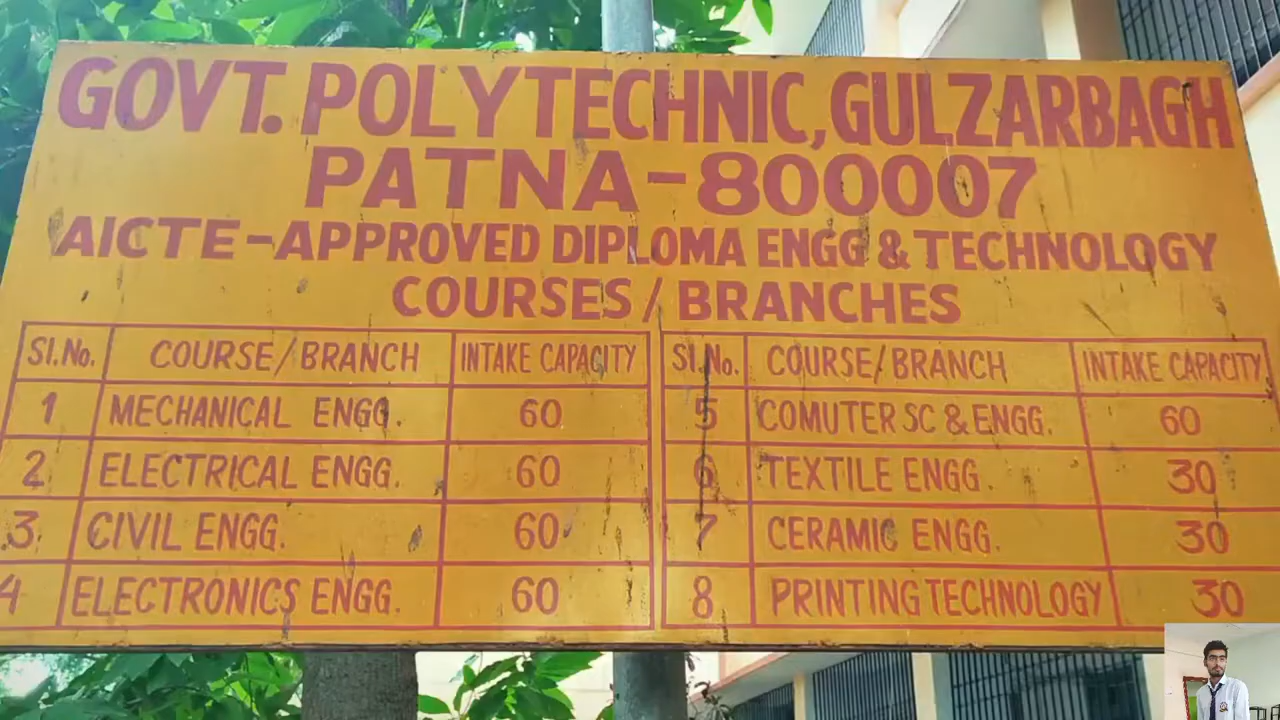 GOVT. POLYTECHNIC, GULZARBAGH
PATNA-800007
AICTE-APPROVED DIPLOMA ENGG & TECHNOLOGY
COURSES / BRANCHES
Sl.No. COURSE/BRANCH INTAKE CAPACITY Sl.No. COURSE/BRANCH INTAKE CAPACITY
1 MECHANICAL ENGG. 60 5 COMUTER SC & ENGG. 60
2 ELECTRICAL ENGG. 60 6 TEXTILE ENGG. 30
3. CIVIL ENGG. 60 7 CERAMIC ENGG. 30
4 ELECTRONICS ENGG. 60 8 PRINTING TECHNOLOGY 30